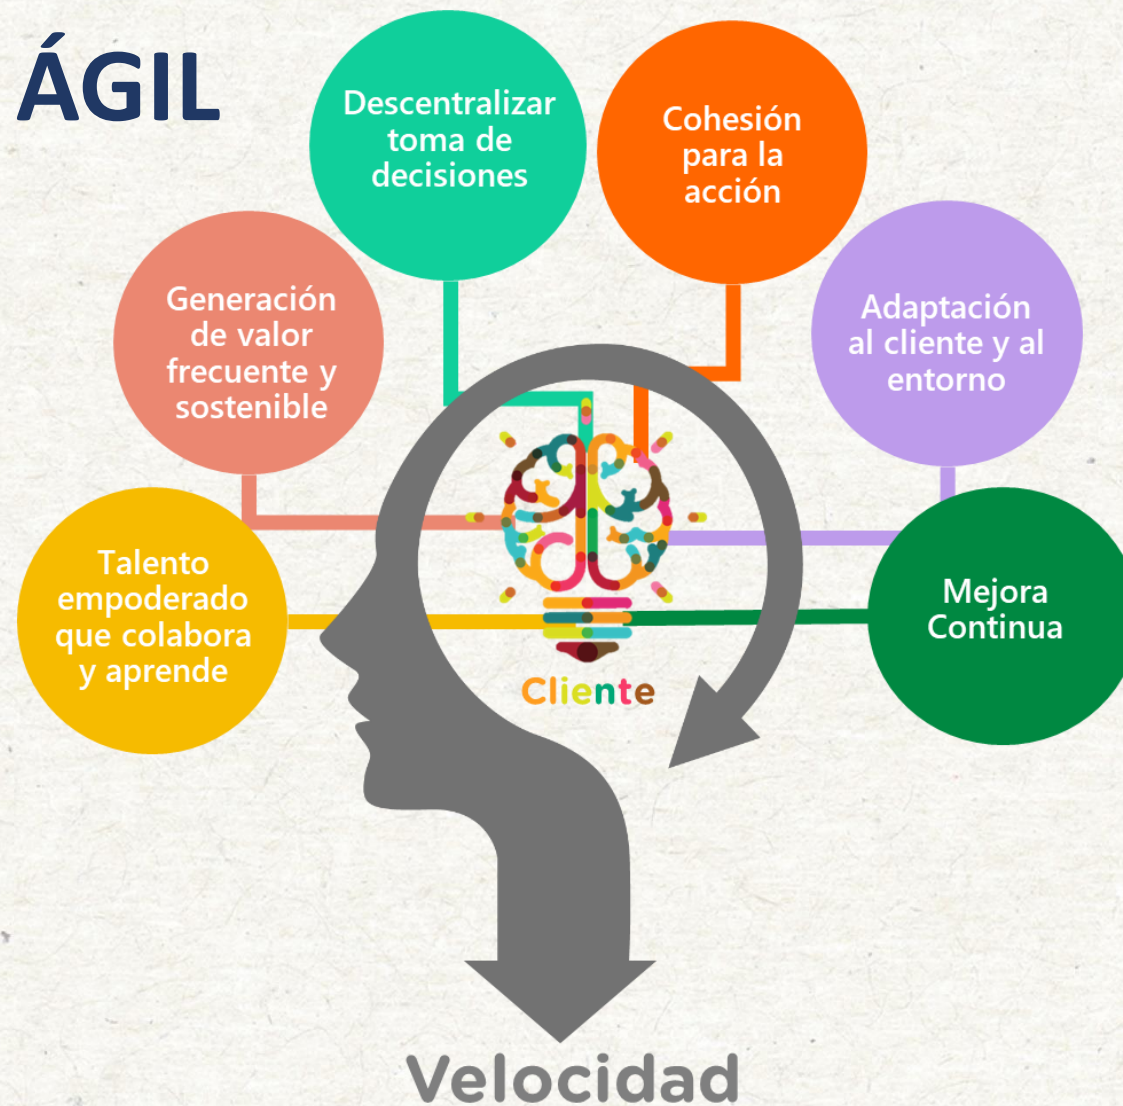 ÁGIL
Descentralizar
toma de
decisiones
Cohesión
para la
acción
Generación
de valor
frecuente y
sostenible
Adaptación
al cliente y al
entorno
Talento
empoderado
que colabora
y aprende
Mejora
Continua
Cliente
Velocidad